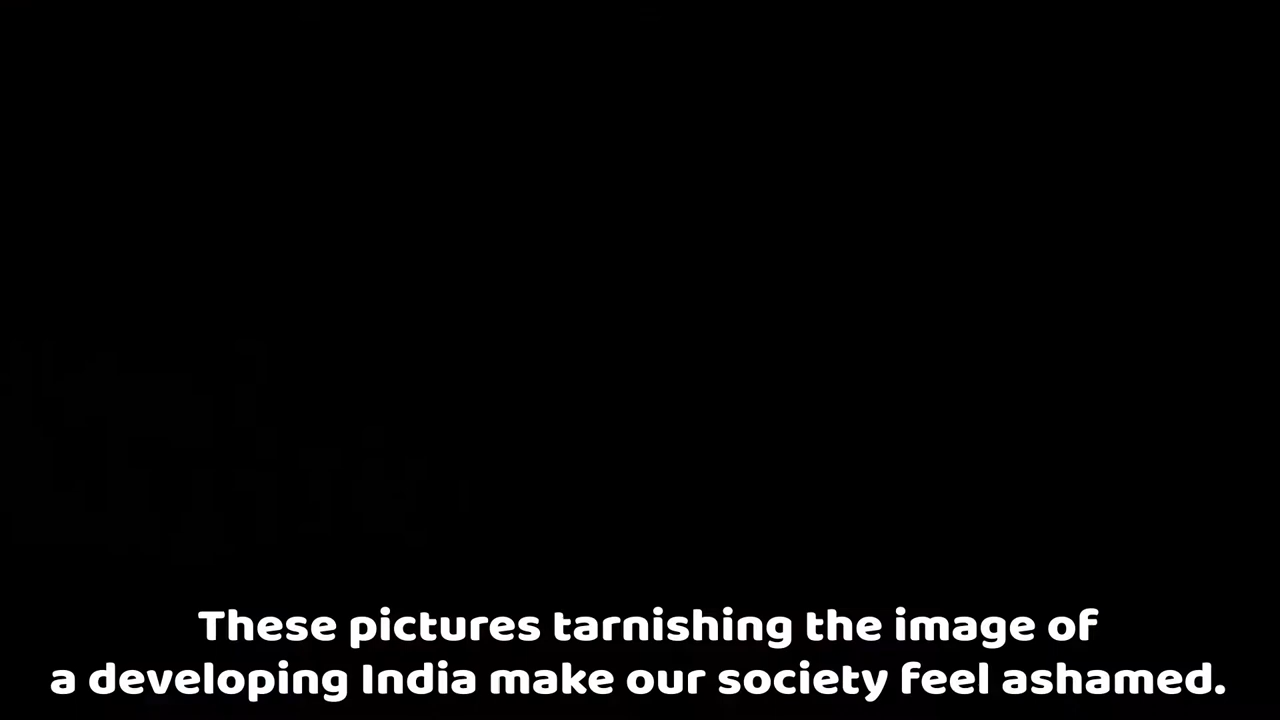 These pictures tarnishing the image of
a developing India make our society feel ashamed.